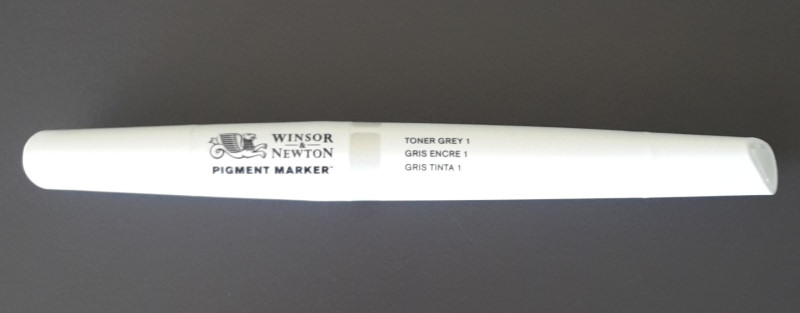 WINSOR
&
NEWTON
PIGMENT MARKER™
TONER GREY 1
GRIS ENCRE 1
GRIS TINTA 1